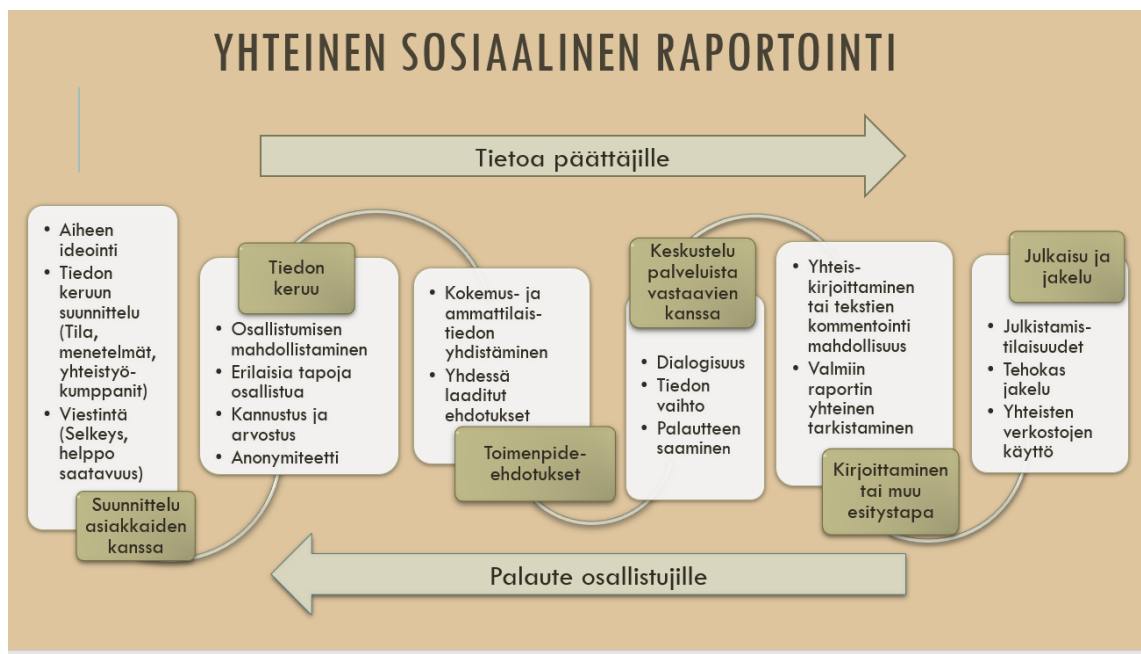 YHTEINEN SOSIAALINEN RAPORTOINTI
Tietoa päättäjille
• Aiheen
ideointi
• Tiedon
keruun
suunnittelu
(Tila,
menetelmät,
yhteistyö-
kumppanit)
• Viestintä
(Selkeys,
helppo
saatavuus)
Suunnittelu
asiakkaiden
kanssa
Tiedon
keruu
• Osallistumisen
mahdollistaminen
• Erilaisia tapoja
osallistua
• Kannustus ja
arvostus
• Anonymiteetti
• Kokemus- ja
ammattilais-
tiedon
yhdistäminen
• Yhdessä
laaditut
ehdotukset
Toimenpide-
ehdotukset
Keskustelu
palveluista
vastaavien
kanssa
• Dialogisuus
• Tiedon
vaihto
• Palautteen
saaminen
• Yhteis-
kirjoittaminen
tai tekstien
kommentointi
mahdollisuus
• Valmiin
raportin
yhteinen
tarkistaminen
Kirjoittaminen
tai muu
esitystapa
Julkaisu ja
jakelu
• Julkistamis-
tilaisuudet
• Tehokas
jakelu
• Yhteisten
verkostojen
käyttö
Palaute osallistujille